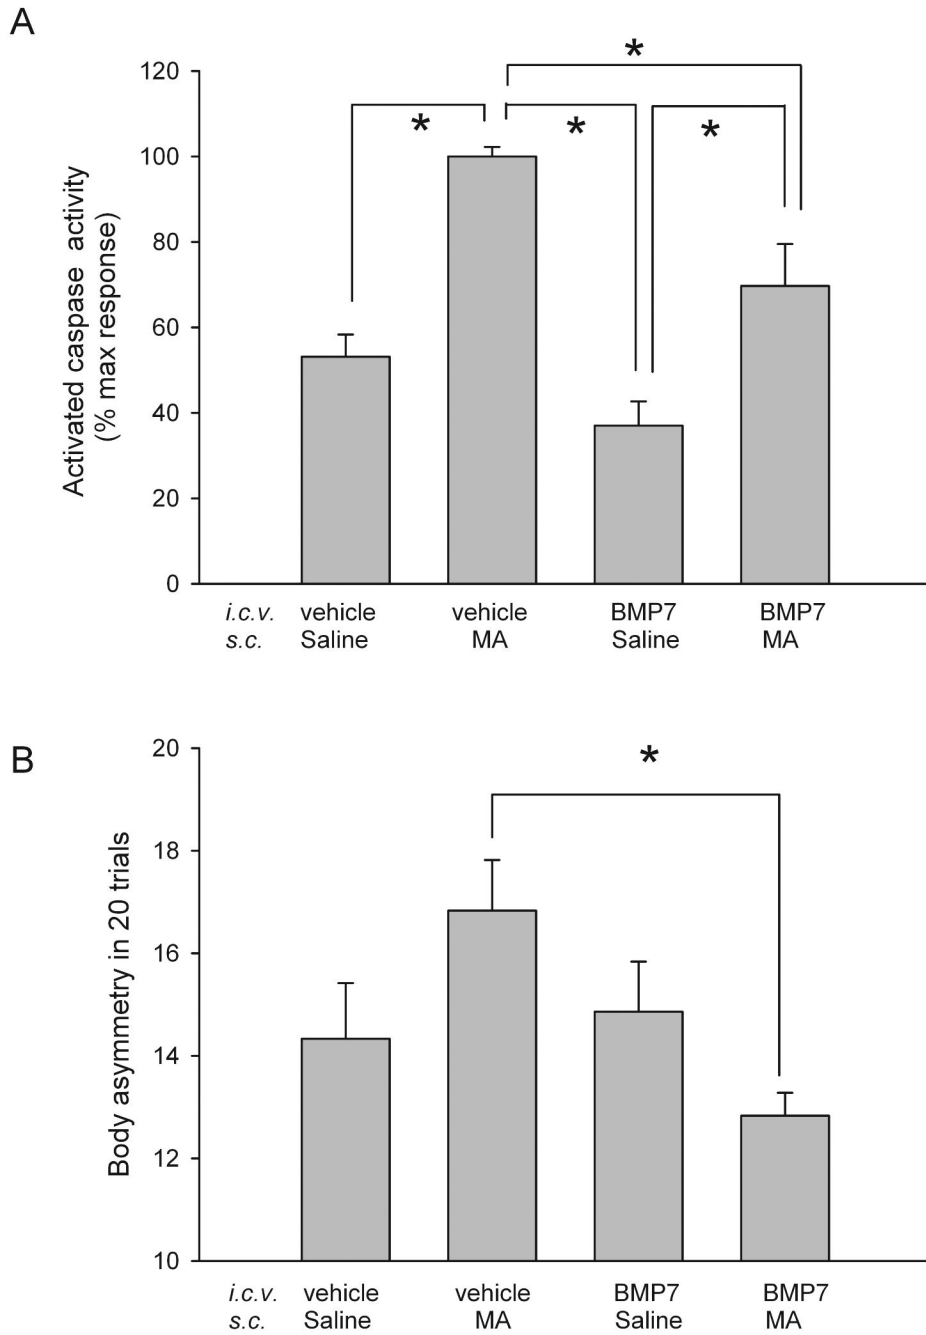 A
*
* * *
120
100
80
60
40
20
0
Activated caspase activity
(% max response)
i.c.v. vehicle vehicle BMP7 BMP7
s.c. Saline MA Saline MA
B
*
20
18
16
14
12
10
Body asymmetry in 20 trials
i.c.v. vehicle vehicle BMP7 BMP7
s.c. Saline MA Saline MA